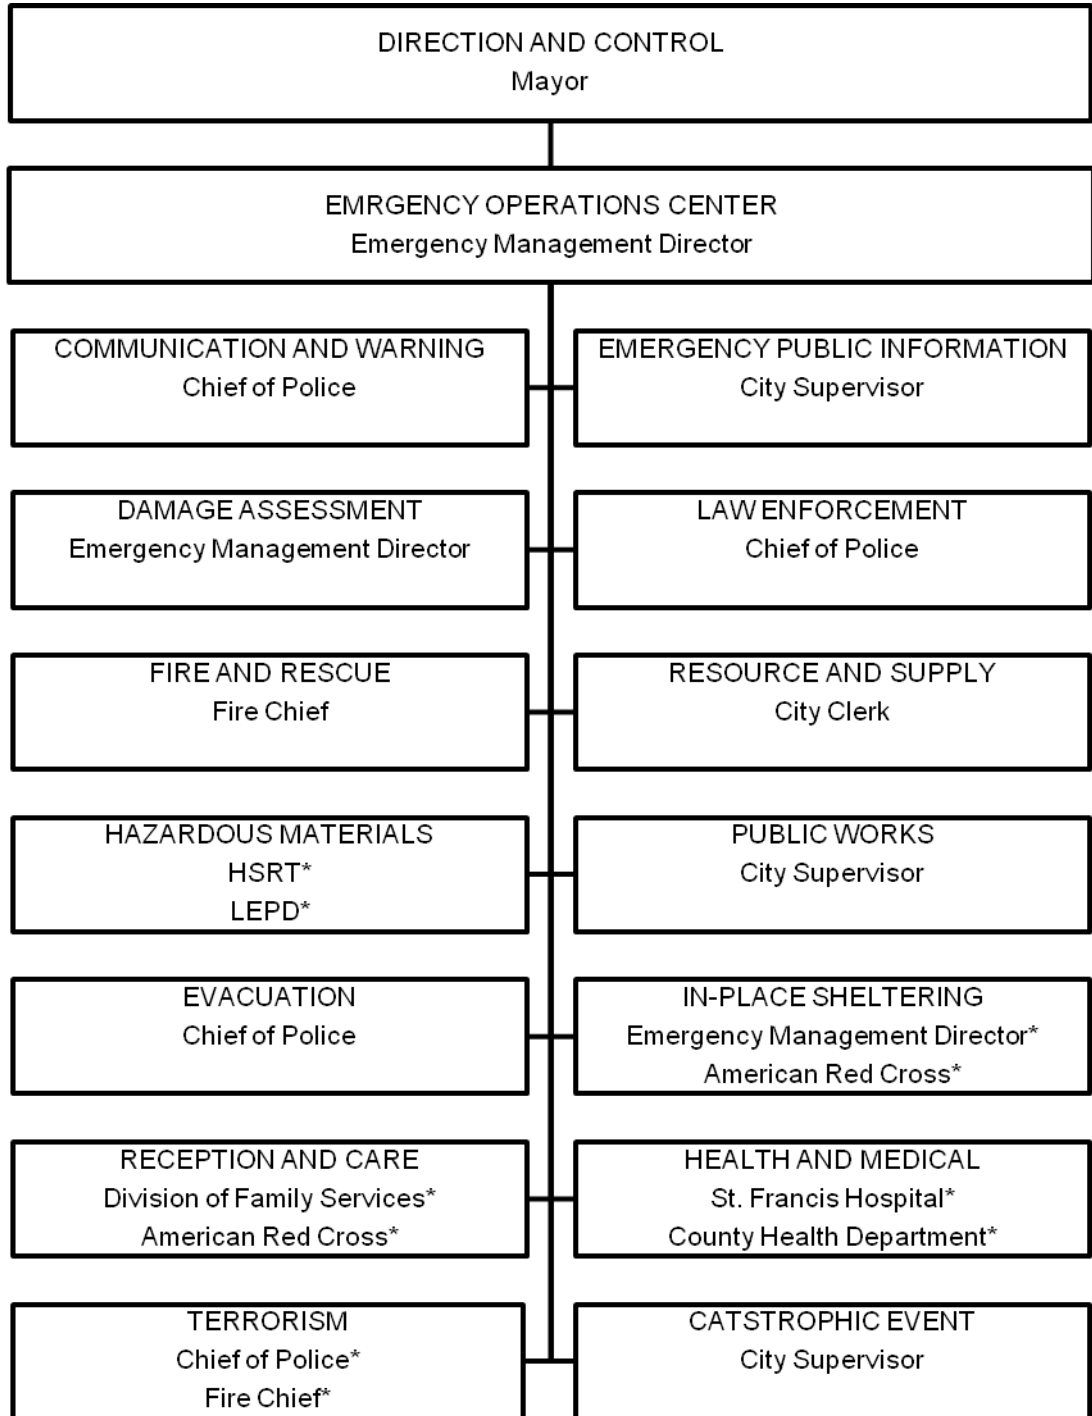 DIRECTION AND CONTROL
Mayor
EMRGENCY OPERATIONS CENTER
Emergency Management Director
COMMUNICATION AND WARNING
Chief of Police
EMERGENCY PUBLIC INFORMATION
City Supervisor
DAMAGE ASSESSMENT
Emergency Management Director
LAW ENFORCEMENT
Chief of Police
FIRE AND RESCUE
Fire Chief
RESOURCE AND SUPPLY
City Clerk
HAZARDOUS MATERIALS
HSRT*
LEPD*
PUBLIC WORKS
City Supervisor
EVACUATION
Chief of Police
IN-PLACE SHELTERING
Emergency Management Director*
American Red Cross*
RECEPTION AND CARE
Division of Family Services*
American Red Cross*
HEALTH AND MEDICAL
St. Francis Hospital*
County Health Department*
TERRORISM
Chief of Police*
Fire Chief*
CATSTROPHIC EVENT
City Supervisor